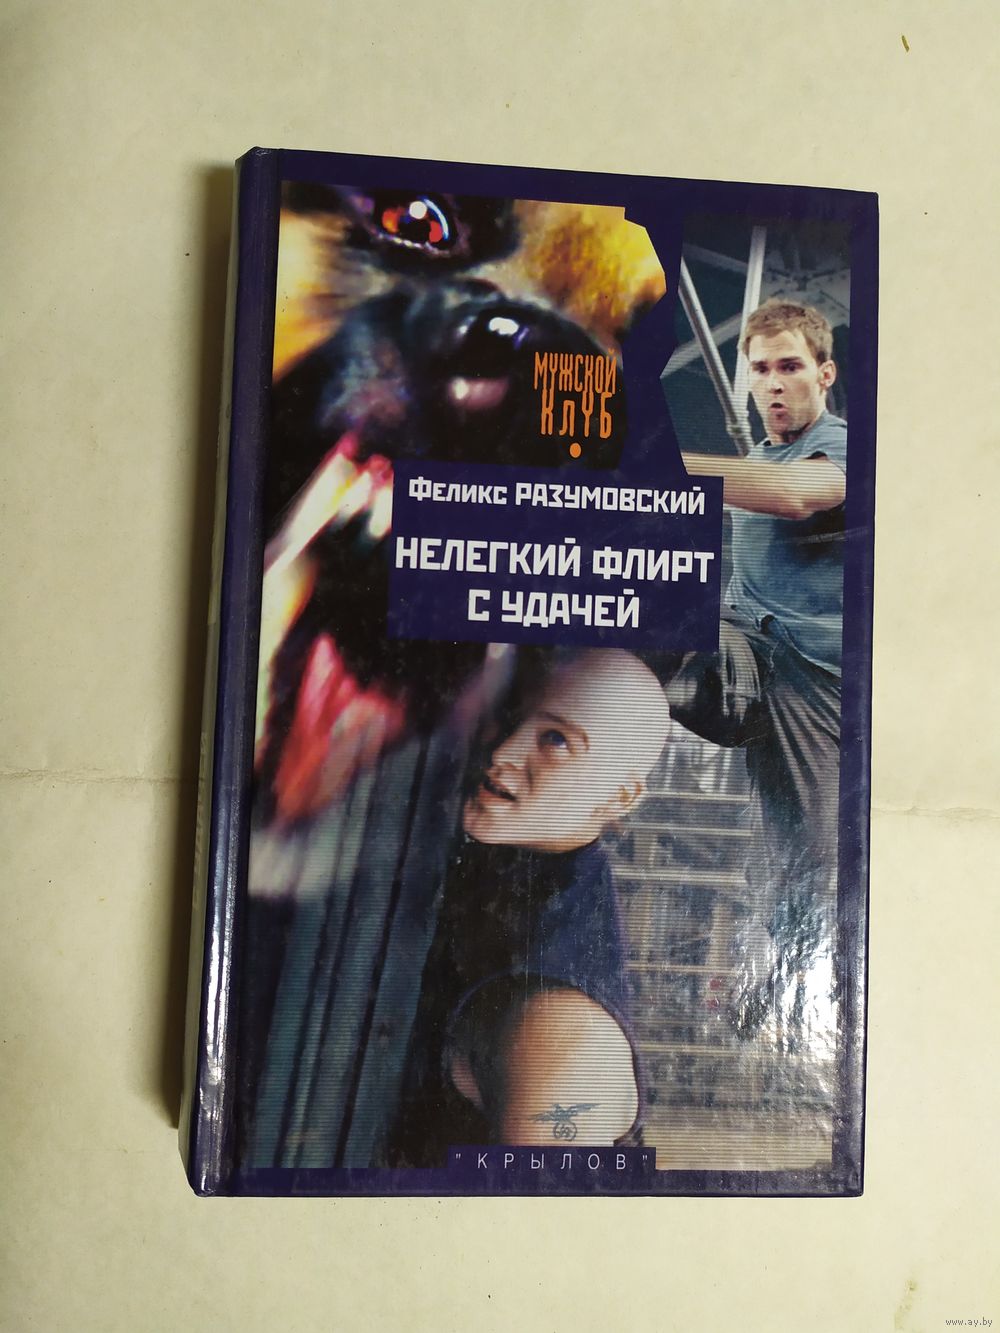 МУЖСКОЙ
КЛУБ
Феликс РАЗУМОВСКИЙ
НЕЛЕГКИЙ ФЛИРТ
С УДАЧЕЙ
"КРЫЛОВ"
www.ay.by